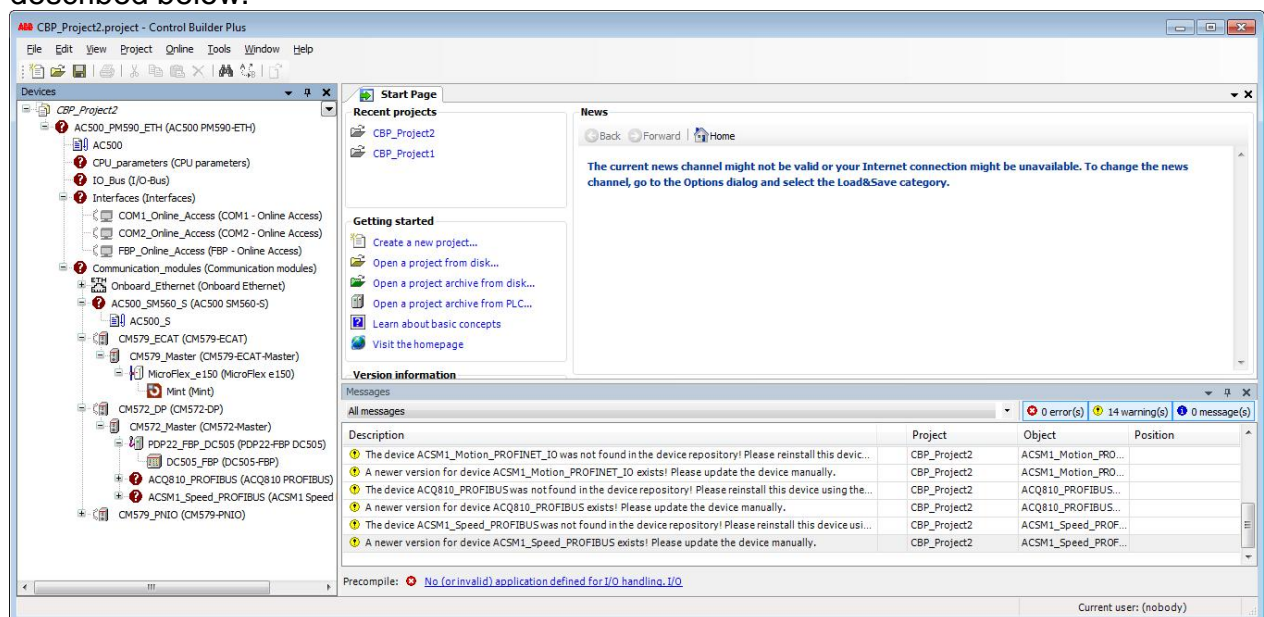 described below.
ABB CBP_Project2.project - Control Builder Plus
File Edit View Project Online Tools Window Help
Devices
CBP_Project2
AC500_PM590_ETH (AC500 PM590-ETH)
AC500
CPU_parameters (CPU parameters)
IO_Bus (I/O-Bus)
Interfaces (Interfaces)
COM1_Online_Access (COM1 - Online Access)
COM2_Online_Access (COM2 - Online Access)
FBP_Online_Access (FBP - Online Access)
Communication_modules (Communication modules)
Onboard_Ethernet (Onboard Ethernet)
AC500_SM560_S (AC500 SM560-S)
AC500_S
CM579_ECAT (CM579-ECAT)
CM579_Master (CM579-ECAT-Master)
MicroFlex_e150 (MicroFlex e150)
Mint (Mint)
CM572_DP (CM572-DP)
CM572_Master (CM572-Master)
PDP22_FBP_DC505 (PDP22-FBP DC505)
DC505_FBP (DC505-FBP)
ACQ810_PROFIBUS (ACQ810 PROFIBUS)
ACSM1_Speed_PROFIBUS (ACSM1 Speed
CM579_PNIO (CM579-PNIO)
Start Page
Recent projects
CBP_Project2
CBP_Project1
Getting started
Create a new project...
Open a project from disk...
Open a project archive from disk...
Open a project archive from PLC...
Learn about basic concepts
Visit the homepage
Version information
News
Back Forward Home
The current news channel might not be valid or your Internet connection might be unavailable. To change the news
channel, go to the Options dialog and select the Load&Save category.
Messages
All messages 0 error(s) 14 warning(s) 0 message(s)
Description Project Object Position
The device ACSM1_Motion_PROFINET_IO was not found in the device repository! Please reinstall this devic... CBP_Project2 ACSM1_Motion_PRO...
A newer version for device ACSM1_Motion_PROFINET_IO exists! Please update the device manually. CBP_Project2 ACSM1_Motion_PRO...
The device ACQ810_PROFIBUS was not found in the device repository! Please reinstall this device using the... CBP_Project2 ACQ810_PROFIBUS...
A newer version for device ACQ810_PROFIBUS exists! Please update the device manually. CBP_Project2 ACQ810_PROFIBUS...
The device ACSM1_Speed_PROFIBUS was not found in the device repository! Please reinstall this device usi... CBP_Project2 ACSM1_Speed_PROF...
A newer version for device ACSM1_Speed_PROFIBUS exists! Please update the device manually. CBP_Project2 ACSM1_Speed_PROF...
Precompile: No (or invalid) application defined for I/O handling. I/O
Current user: (nobody)